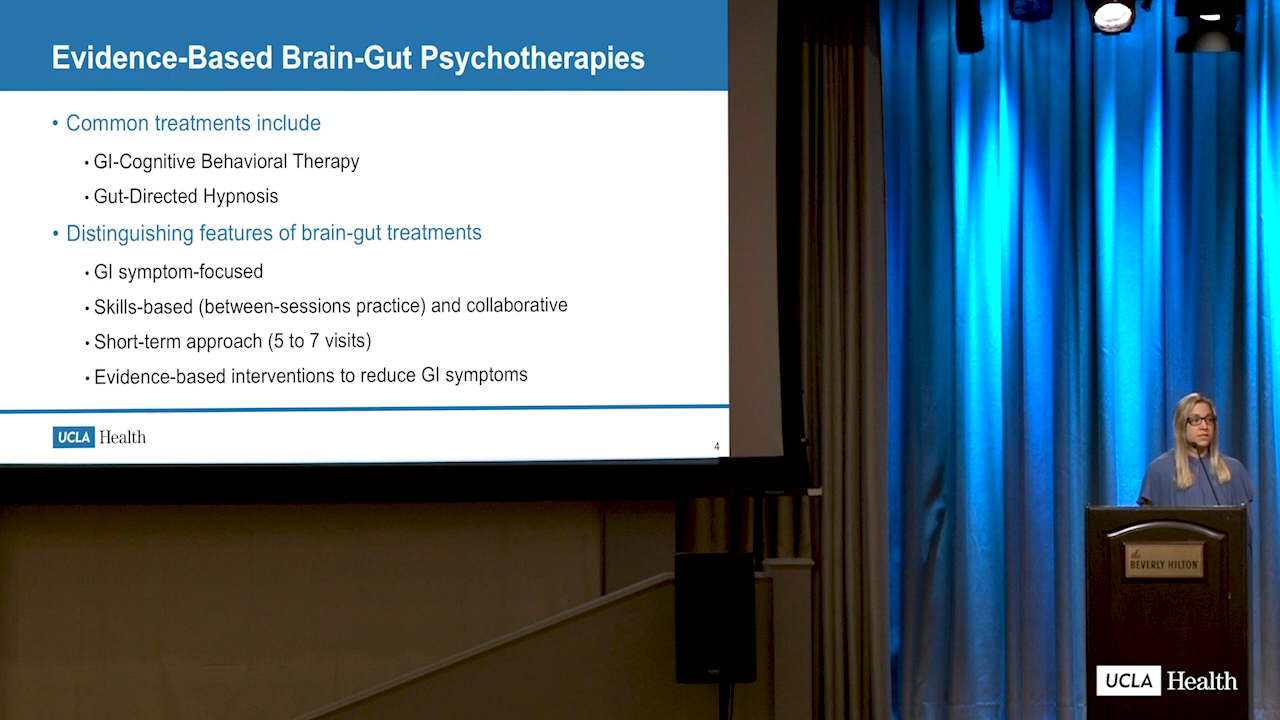 Evidence-Based Brain-Gut Psychotherapies
• Common treatments include
• GI-Cognitive Behavioral Therapy
• Gut-Directed Hypnosis
• Distinguishing features of brain-gut treatments
• GI symptom-focused
• Skills-based (between-sessions practice) and collaborative
• Short-term approach (5 to 7 visits)
• Evidence-based interventions to reduce GI symptoms
UCLA Health
4
the
BEVERLY HILTON
UCLA Health